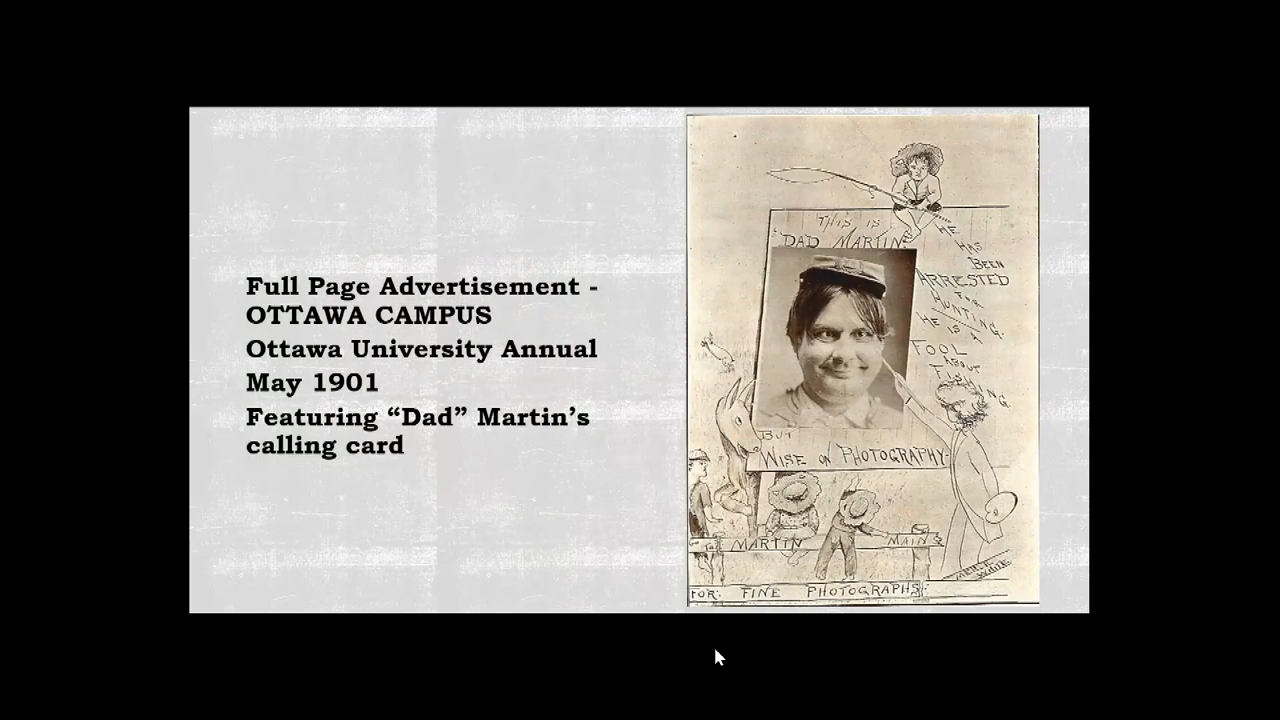 Full Page Advertisement -
OTTAWA CAMPUS
Ottawa University Annual
May 1901
Featuring “Dad” Martin’s
calling card
THIS IS
"DAD MARTIN"
HE
HAS
BEEN
ARRESTED
FOR
HUNTING.
HE IS A
FOOL
ABOUT
FISHING
BUT
WISE ON PHOTOGRAPHY.
MARTIN
MAIN
FOR FINE PHOTOGRAPHS